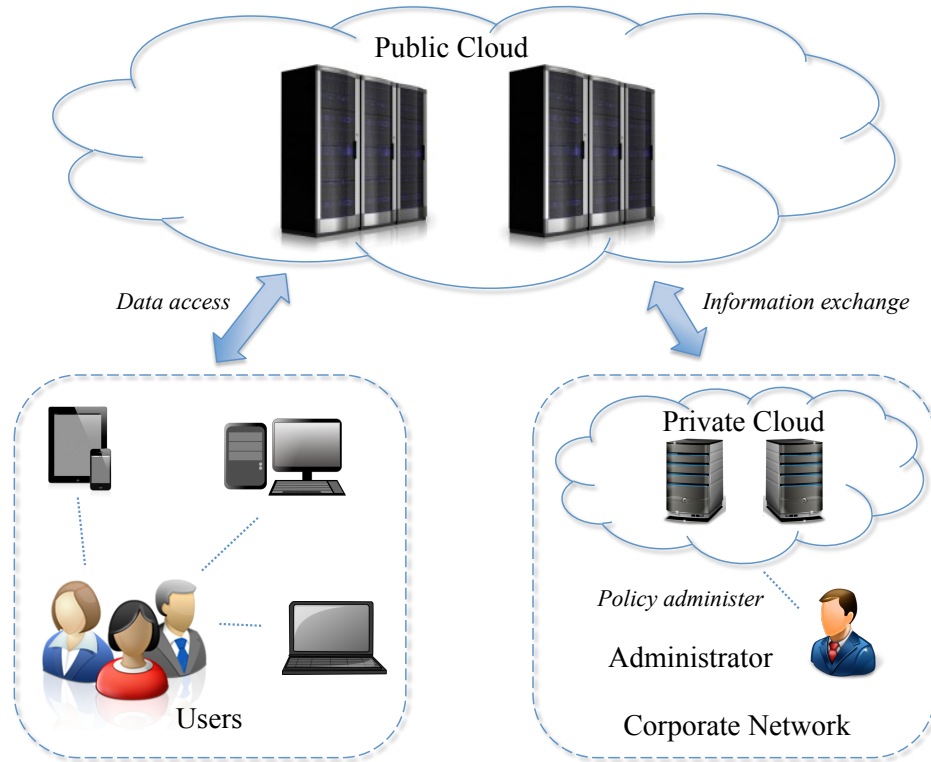 Public Cloud
Data access
Information exchange
Private Cloud
Policy administer
Administrator
Users
Corporate Network